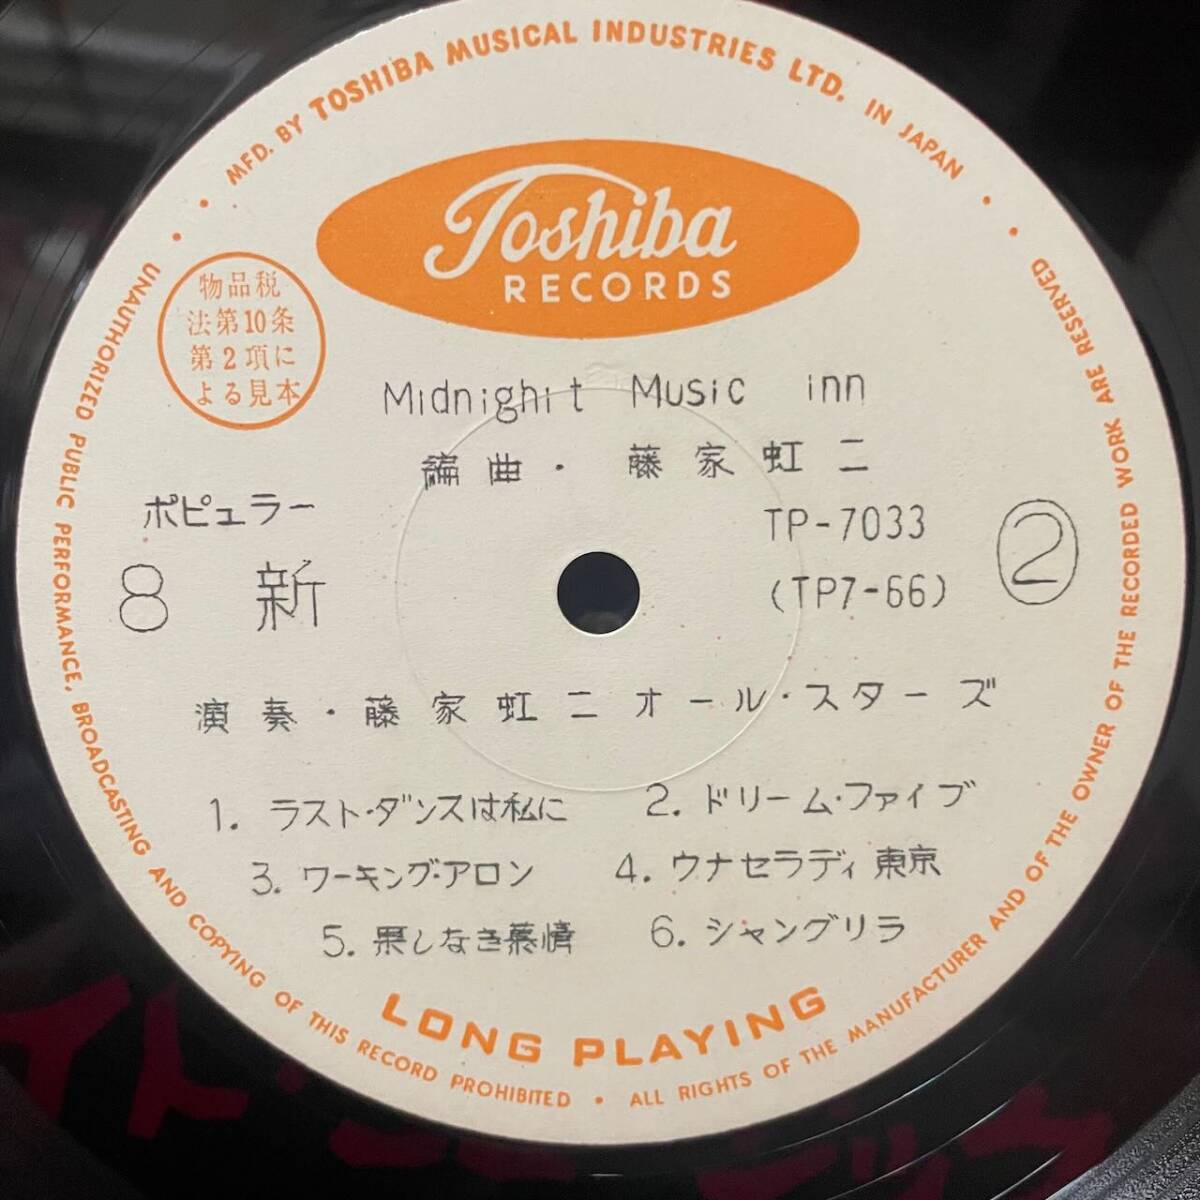 MFD. BY TOSHIBA MUSICAL INDUSTRIES LTD. IN JAPAN
Toshiba
RECORDS
物品税
法第10条
第2項に
よる見本
Midnighit Music inn
編曲・藤家虹二
ポピュラー
TP-7033
8 新
(TP7-66)
②
演奏・藤家虹二オール・スターズ
1. ラスト・ダンスは私に 2. ドリーム・ファイブ
3. ワーキング・アロン 4. ウナセラディ東京
5. 果しなき慕情 6. シャングリラ
LONG PLAYING
UNAUTHORIZED PUBLIC PERFORMANCE, BROADCASTING AND COPYING OF THIS RECORD PROHIBITED • ALL RIGHTS OF THE MANUFACTURER AND OF THE OWNER OF THE RECORDED WORK ARE RESERVED